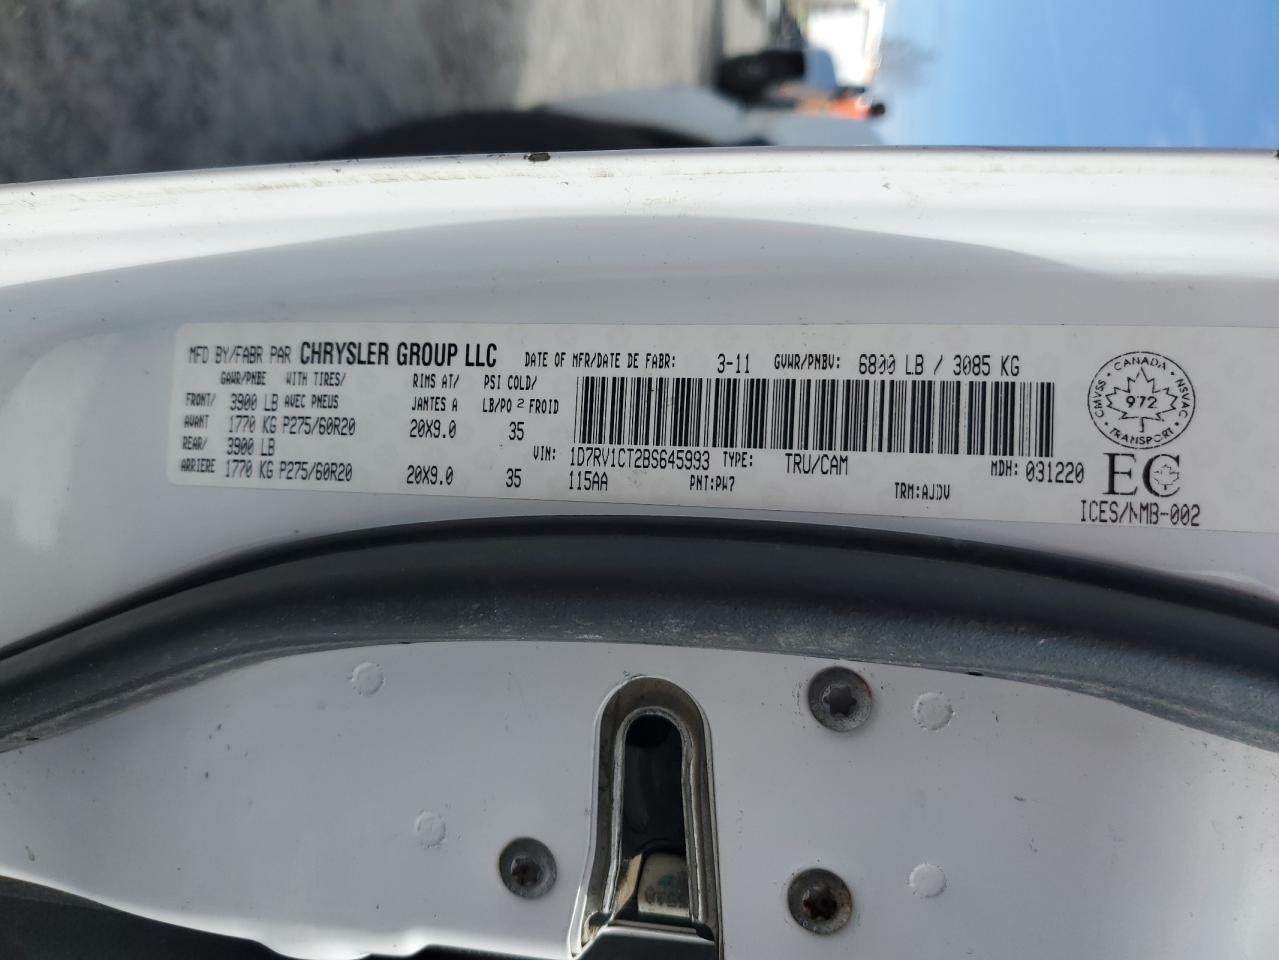 MFD BY/FABR PAR CHRYSLER GROUP LLC DATE OF MFR/DATE DE FABR: 3-11 GVWR/PNBV: 6800 LB / 3085 KG
GAWR/PNBE WITH TIRES/ RIMS AT/ PSI COLD/
FRONT/ 3900 LB AVEC PNEUS JANTES A LB/PO 2 FROID
AVANT 1770 KG P275/60R20 20X9.0 35
REAR/ 3900 LB
ARRIERE 1770 KG P275/60R20 20X9.0 35
VIN: 1D7RV1CT2BS645993 TYPE: TRU/CAM MDH: 031220
115AA PNT:PW7 TRM:AJDV
CANADA
CMVSS 972 NSVAC
TRANSPORT
EC
ICES/NMB-002